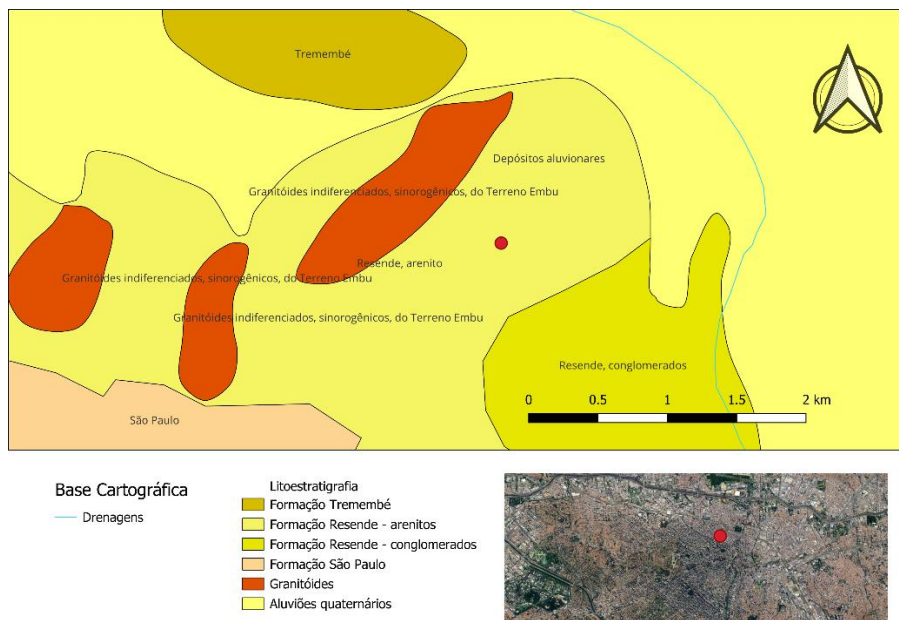 Tremembé
Depósitos aluvionares
Granitóides indiferenciados, sinorogênicos, do Terreno Embu
Resende, arenito
Granitóides indiferenciados, sinorogênicos, do Terreno Embu
Granitóides indiferenciados, sinorogênicos, do Terreno Embu
Resende, conglomerados
São Paulo
0 0.5 1 1.5 2 km
Base Cartográfica
Drenagens
Litoestratigrafia
Formação Tremembé
Formação Resende - arenitos
Formação Resende - conglomerados
Formação São Paulo
Granitóides
Aluviões quaternários